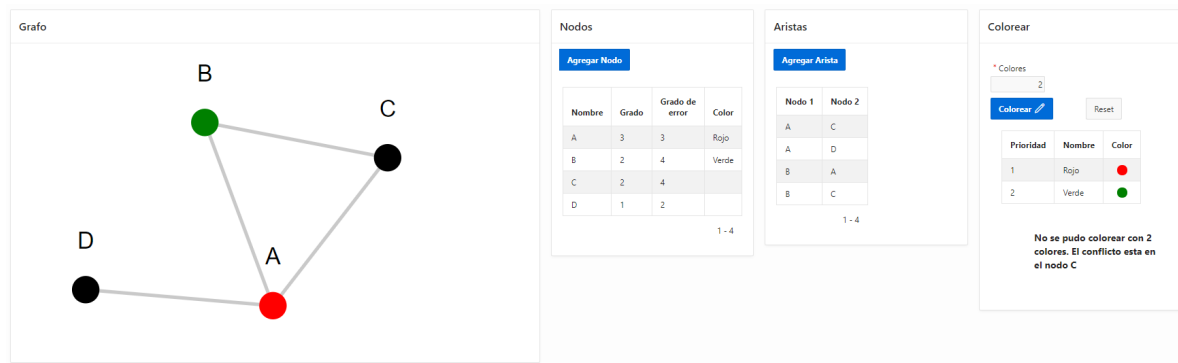 Grafo
B
C
D
A
Nodos
Agregar Nodo
Nombre Grado Grado de error Color
A 3 3 Rojo
B 2 4 Verde
C 2 4
D 1 2
1 - 4
Aristas
Agregar Arista
Nodo 1 Nodo 2
A C
A D
B A
B C
1 - 4
Colorear
* Colores
2
Colorear Reset
Prioridad Nombre Color
1 Rojo
2 Verde
No se pudo colorear con 2
colores. El conflicto esta en
el nodo C